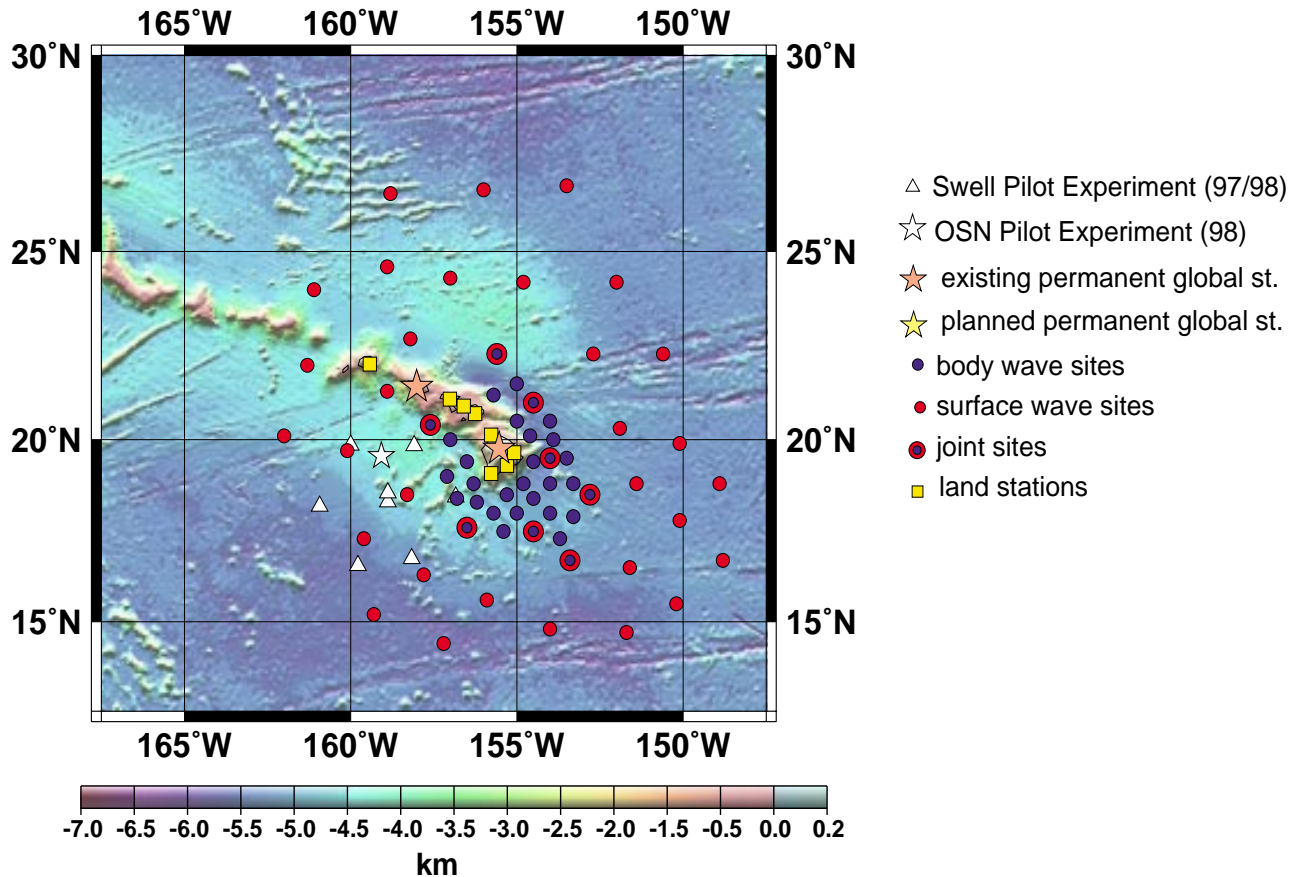 165˚W 160˚W 155˚W 150˚W
30˚N 30˚N
25˚N 25˚N
20˚N 20˚N
15˚N 15˚N
165˚W 160˚W 155˚W 150˚W
Swell Pilot Experiment (97/98)
OSN Pilot Experiment (98)
existing permanent global st.
planned permanent global st.
body wave sites
surface wave sites
joint sites
land stations
-7.0 -6.5 -6.0 -5.5 -5.0 -4.5 -4.0 -3.5 -3.0 -2.5 -2.0 -1.5 -0.5 0.0 0.2
km